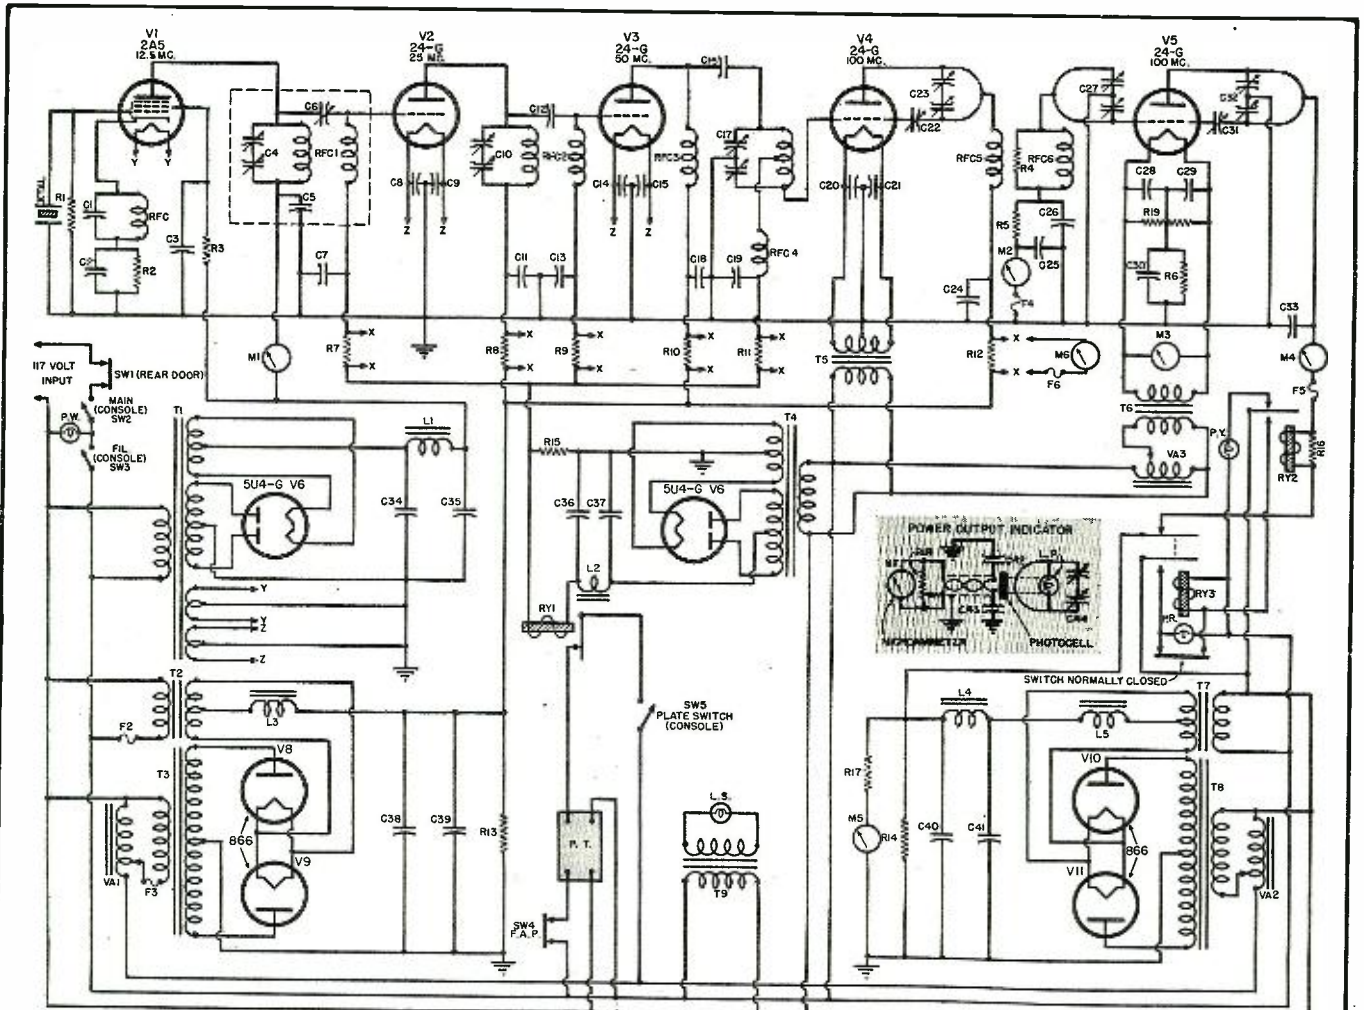 V1
2A5
12.5MC.
V2
24-G
25 MC.
V3
24-G
50 MC.
V4
24-G
100 MC.
V5
24-G
100 MC.
XTAL
R1
Y
Y
C1
RFC
C2
R2
C3
R3
C4
C6
RFC1
C5
C7
C8
C9
Z
Z
C10
C12
RFC2
C11
C13
C14
C15
Z
Z
RFC3
C17
C18
C19
RFC4
C20
C21
C22
C23
RFC5
C24
R4
RFC6
R5
C26
M2
C25
F4
C27
C28
C29
R19
C30
R6
C31
C32
C33
M1
R7
X
X
R8
X
X
R9
X
X
R10
X
X
R11
X
X
T5
R12
X
X
M6
F6
M3
M4
F5
T6
VA3
P.Y.
RY2
R16
117 VOLT
INPUT
SW1 (REAR DOOR)
MAIN
(CONSOLE)
SW2
P.W.
FIL.
(CONSOLE)
SW3
T1
L1
5U4-G V6
C34
C35
Y
Y
Z
Z
R15
T4
C36
C37
5U4-G V6
L2
RY1
POWER OUTPUT INDICATOR
L.P.
MICROAMMETER
PHOTOCELL
RY3
P.R.
SWITCH NORMALLY CLOSED
T2
L3
F2
T3
V8
866
V9
VA1
F3
C38
C39
R13
SW5
PLATE SWITCH
(CONSOLE)
P.T.
L.S.
T9
SW4
F.A.P.
L4
L5
T7
R17
M5
R14
C40
C41
V10
866
V11
T8
VA2